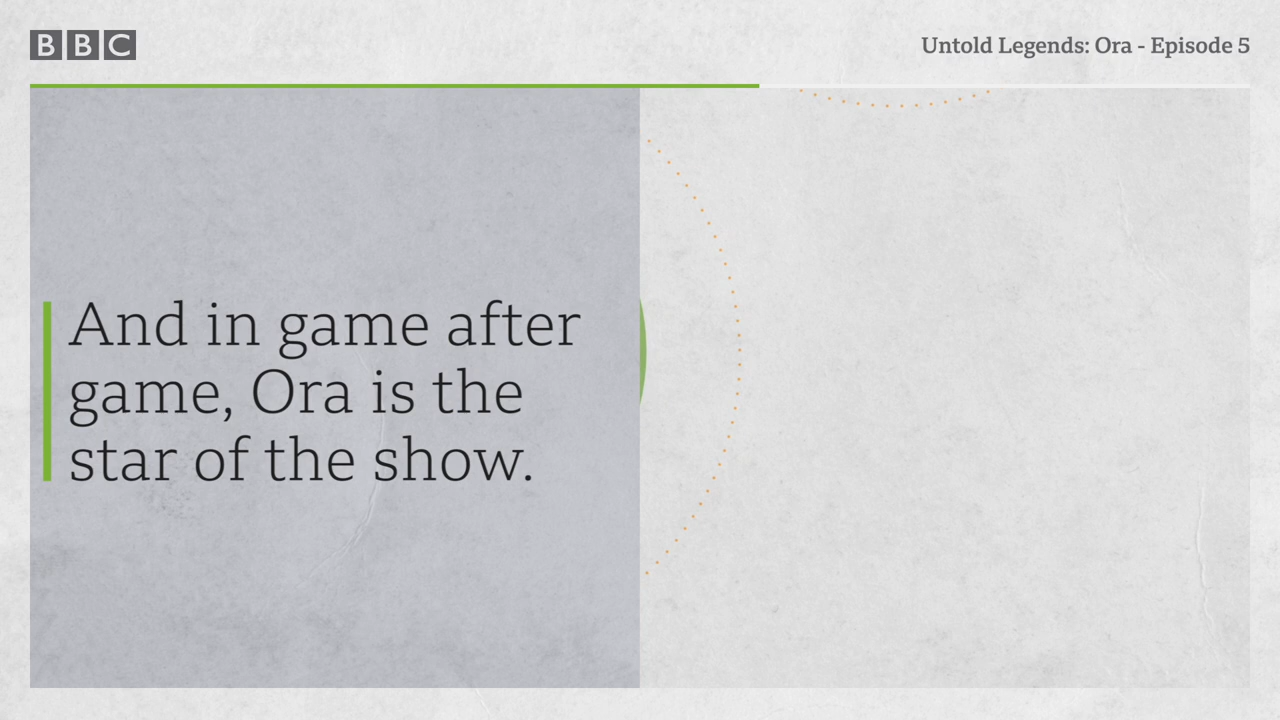 BBC
Untold Legends: Ora - Episode 5
And in game after
game, Ora is the
star of the show.